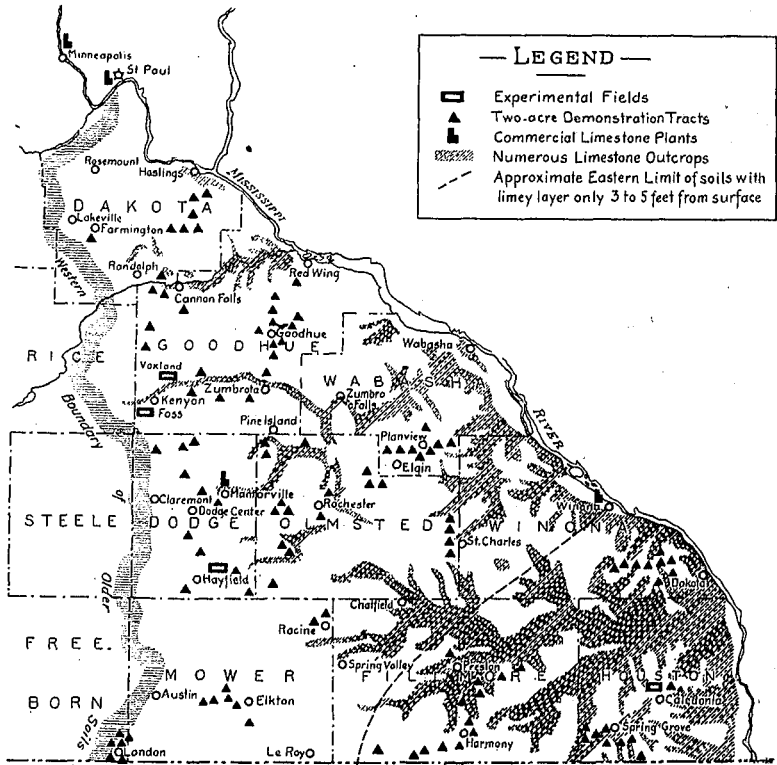 — LEGEND —
Experimental Fields
Two-acre Demonstration Tracts
Commercial Limestone Plants
Numerous Limestone Outcrops
Approximate Eastern Limit of soils with
limey layer only 3 to 5 feet from surface
Minneapolis
St Paul
Rosemount
Hastings
MISSISSIPPI
DAKOTA
Lakeville
Farmington
Western
Randolph
Red Wing
Cannon Falls
Goodhue
RICE
GOODHUE
Wabasha
Voxland
WABASHA
Zumbrota
Zumbro
Falls
Kenyon
Boundary
Foss
RIVER
Pine Island
Planview
Elgin
Claremont
Mantorville
of
Dodge Center
Rochester
Winona
STEELE
DODGE
OLMSTED
WINONA
St. Charles
Older
Hayfield
Dakota
Chatfield
Racine
FREE-
Spring Valley
Preston
MOWER
FILLMORE
HOUSTON
BORN
Austin
Elkton
Caledonia
Soils
Spring Grove
London
Le Roy
Harmony